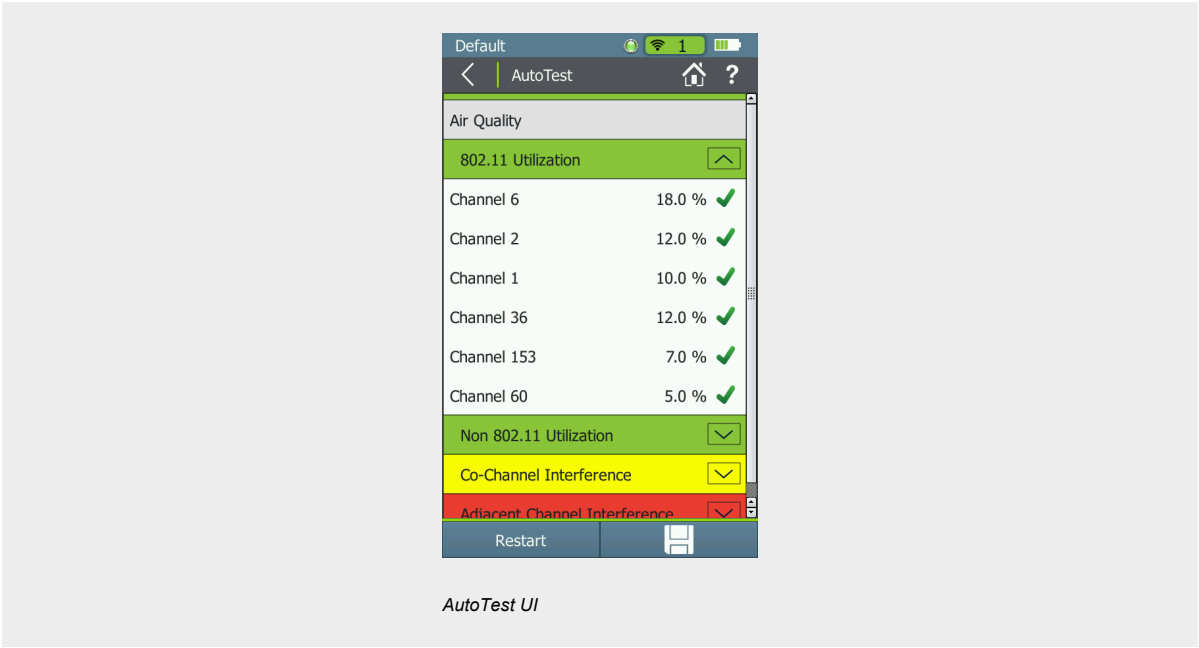 Default
1
AutoTest
?
Air Quality
802.11 Utilization
Channel 6 18.0 %
Channel 2 12.0 %
Channel 1 10.0 %
Channel 36 12.0 %
Channel 153 7.0 %
Channel 60 5.0 %
Non 802.11 Utilization
Co-Channel Interference
Adjacent Channel Interference
Restart
AutoTest UI